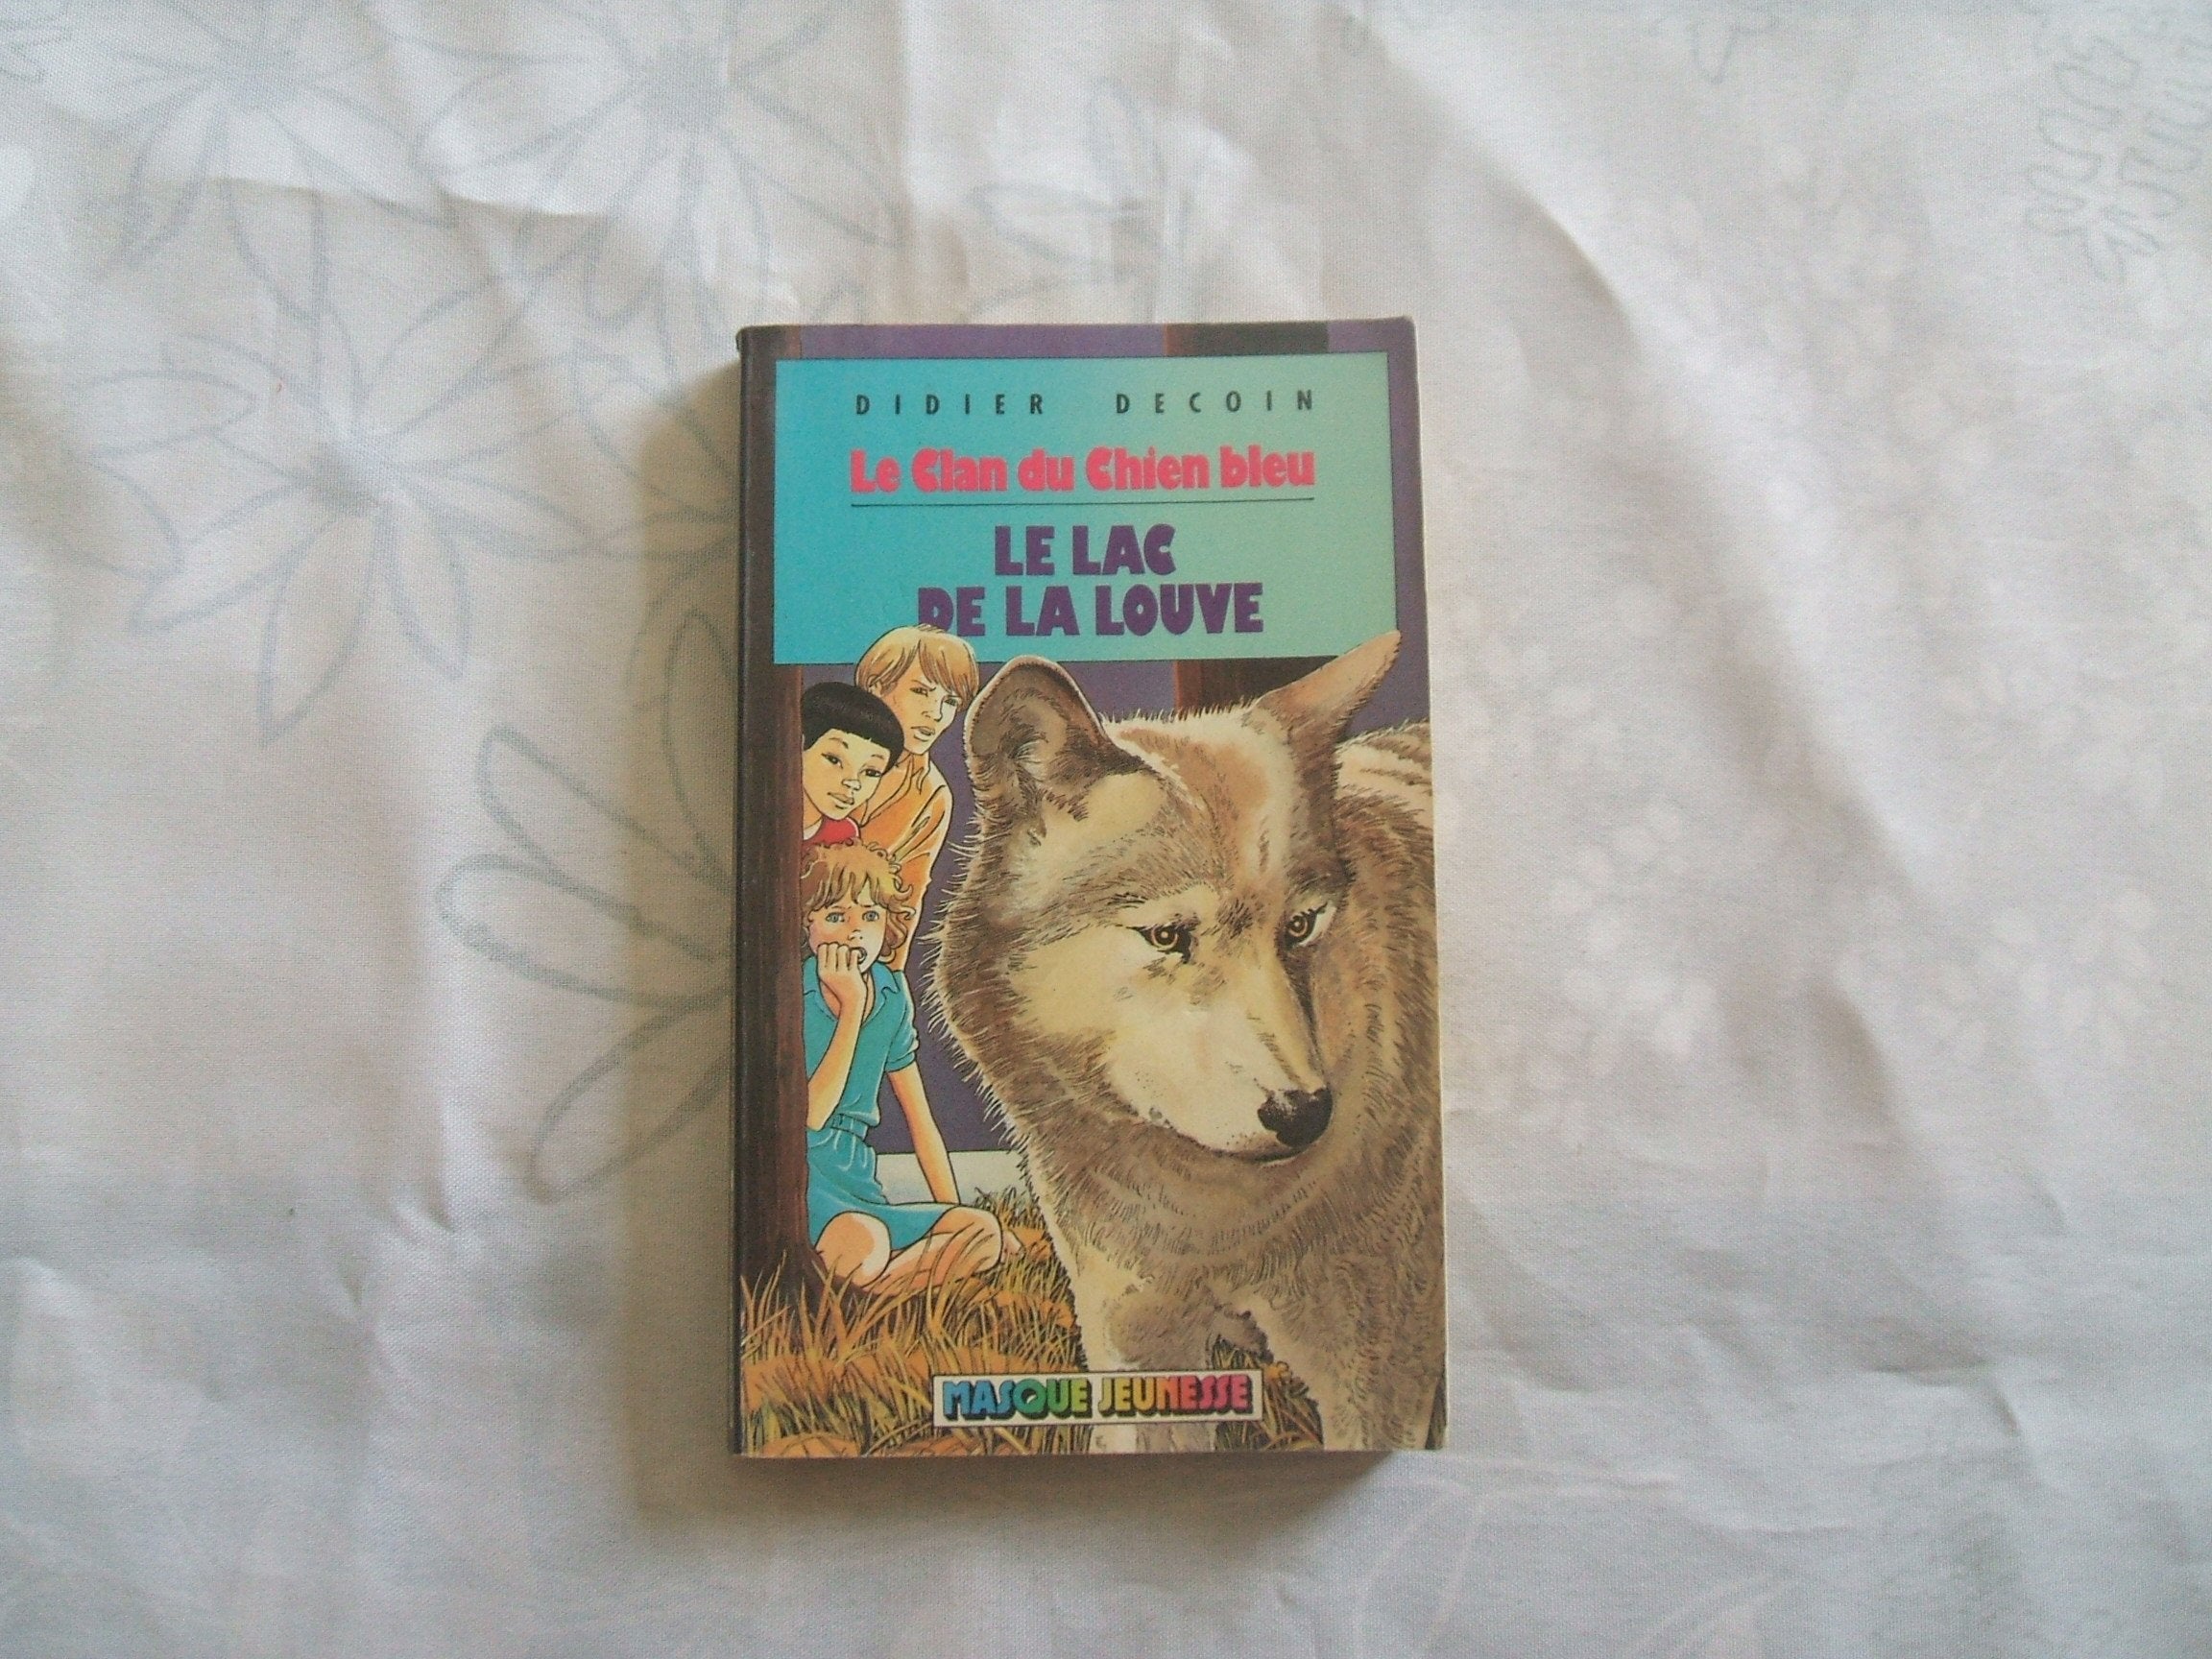 DIDIER DECOIN
Le Clan du Chien bleu
LE LAC
DE LA LOUVE
MASQUE JEUNESSE